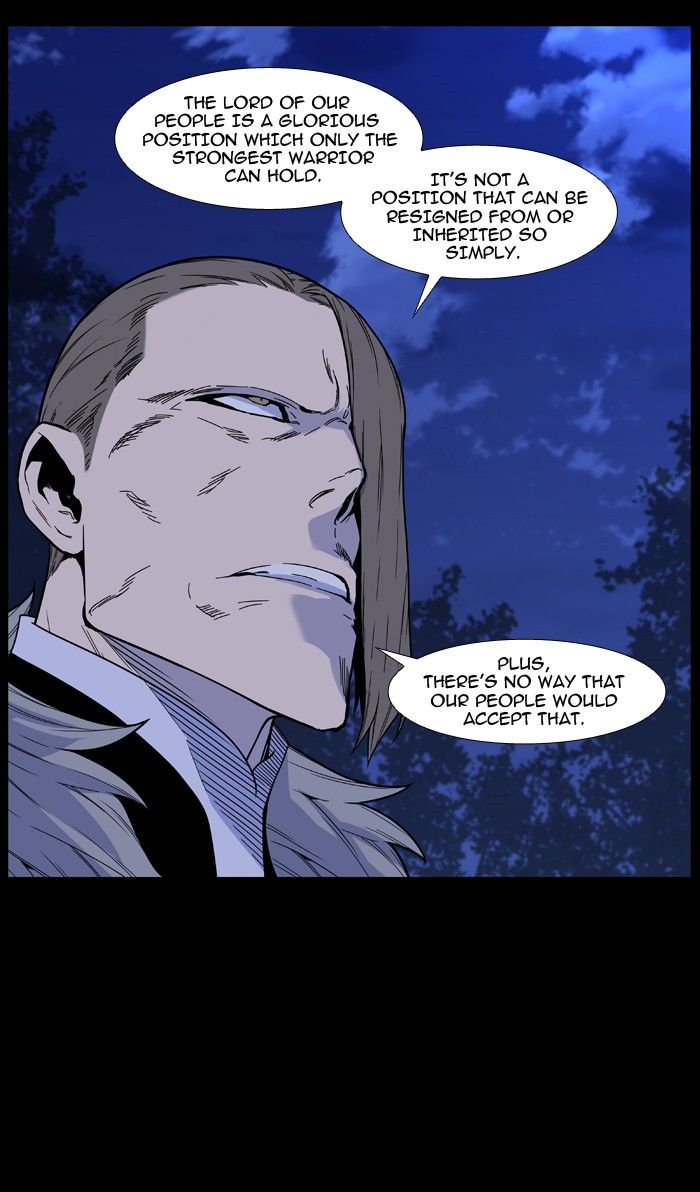 THE LORD OF OUR
PEOPLE IS A GLORIOUS
POSITION WHICH ONLY THE
STRONGEST WARRIOR
CAN HOLD.
IT'S NOT A
POSITION THAT CAN BE
RESIGNED FROM OR
INHERITED SO
SIMPLY.
PLUS,
THERE'S NO WAY THAT
OUR PEOPLE WOULD
ACCEPT THAT.